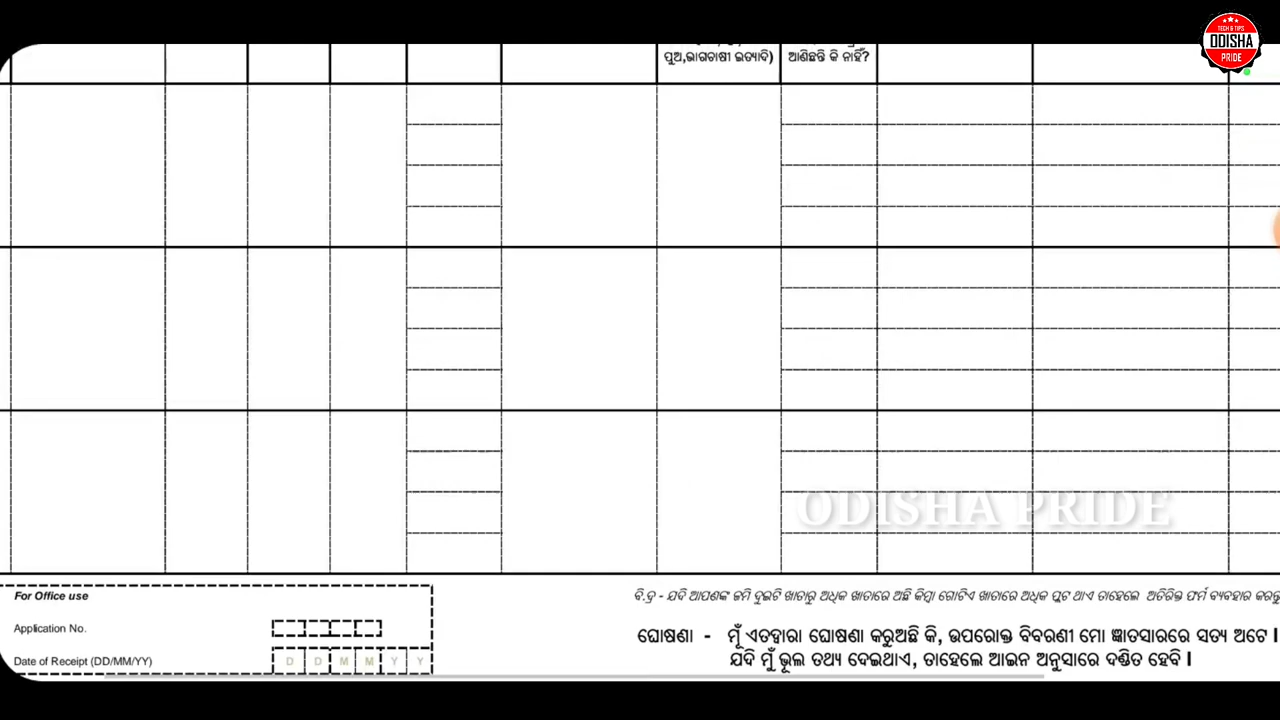 TECH & TIPS
ODISHA
PRIDE
ପୁଅ,ଭାଗଚାଷୀ ଇତ୍ୟାଦି)
ଆଣିଛନ୍ତି କି ନାହିଁ?
ODISHA PRIDE
For Office use
Application No.
Date of Receipt (DD/MM/YY)
D D M M Y Y
ବି.ଦ୍ର - ଯଦି ଆପଣଙ୍କ ଜମି ଦୁଇଟି ଖାତାରୁ ଅଧିକ ଖାତାରେ ଅଛି କିମ୍ବା ଗୋଟିଏ ଖାତାରେ ଅଧିକ ପ୍ଲଟ ଥାଏ ତାହେଲେ ଅତିରିକ୍ତ ଫର୍ମ ବ୍ୟବହାର କରନ୍ତୁ
ଘୋଷଣା - ମୂଁ ଏତଦ୍ୱାରା ଘୋଷଣା କରୁଅଛି କି, ଉପରୋକ୍ତ ବିବରଣୀ ମୋ ଜ୍ଞାତସାରରେ ସତ୍ୟ ଅଟେ ।
ଯଦି ମୁଁ ଭୂଲ ତଥ୍ୟ ଦେଇଥାଏ, ତାହେଲେ ଆଇନ ଅନୁସାରେ ଦଣ୍ଡିତ ହେବି ।